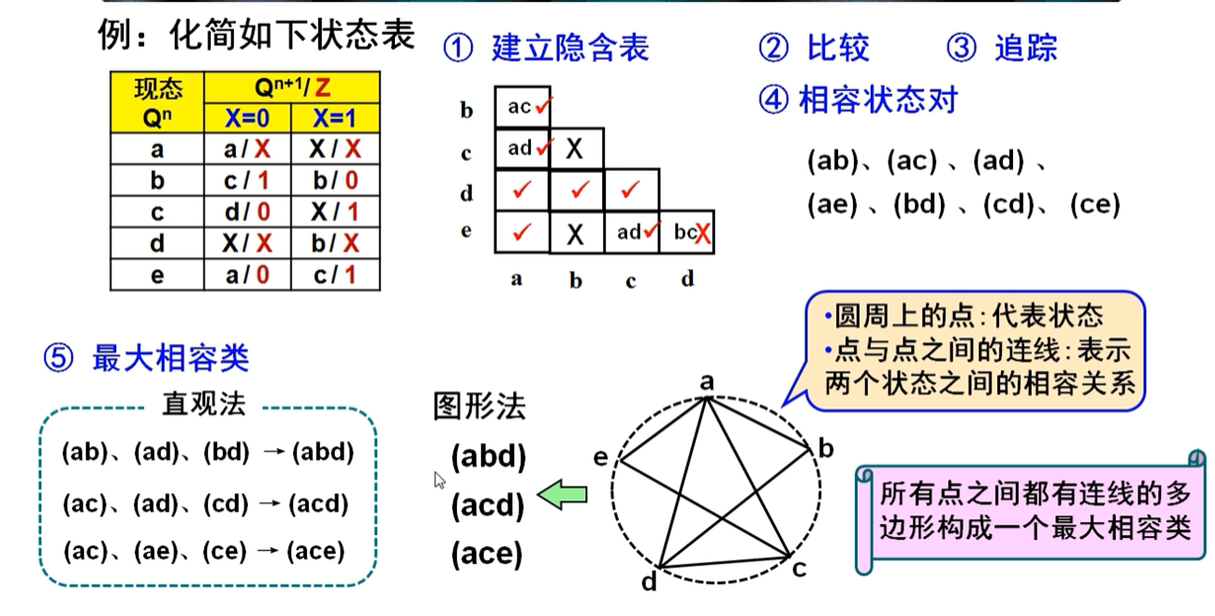 例：化简如下状态表
① 建立隐含表
② 比较
③ 追踪
现态 Qⁿ Qⁿ⁺¹/ Z
X=0 X=1
a a / X X / X
b c / 1 b / 0
c d / 0 X / 1
d X / X b / X
e a / 0 c / 1
b ac ✓
c ad ✓ X
d ✓ ✓ ✓
e ✓ X ad ✓ bc X
a b c d
④ 相容状态对
(ab)、(ac) 、(ad) 、
(ae) 、(bd) 、(cd)、 (ce)
⑤ 最大相容类
直观法
(ab)、(ad)、(bd) → (abd)
(ac)、(ad)、(cd) → (acd)
(ac)、(ae)、(ce) → (ace)
图形法
(abd)
(acd)
(ace)
a
b
c
d
e
•圆周上的点:代表状态
•点与点之间的连线:表示
两个状态之间的相容关系
所有点之间都有连线的多
边形构成一个最大相容类